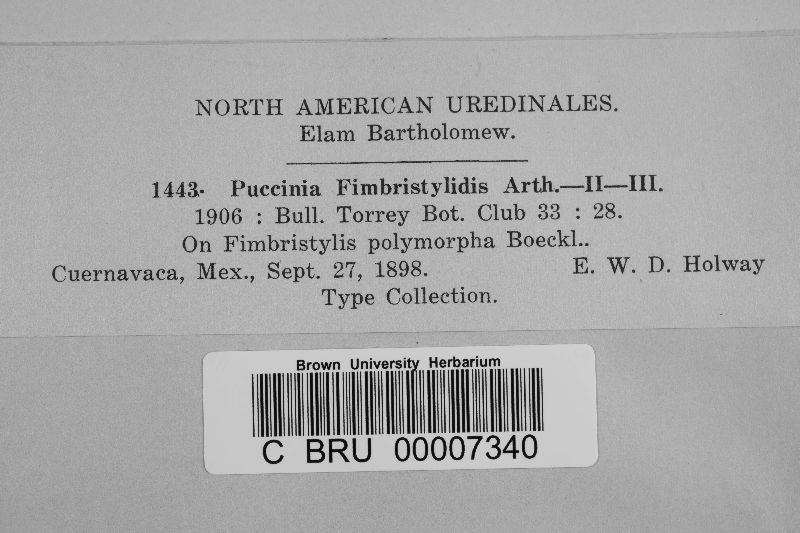 NORTH AMERICAN UREDINALES.
Elam Bartholomew.
1443. Puccinia Fimbristylidis Arth.—II—III.
1906 : Bull. Torrey Bot. Club 33 : 28.
On Fimbristylis polymorpha Boeckl..
Cuernavaca, Mex., Sept. 27, 1898. E. W. D. Holway
Type Collection.
Brown University Herbarium
C BRU 00007340